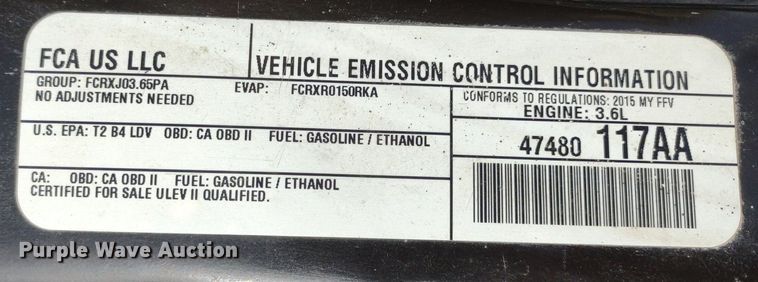 FCA US LLC
VEHICLE EMISSION CONTROL INFORMATION
GROUP: FCRXJ03.65PA EVAP: FCRXR0150RKA
NO ADJUSTMENTS NEEDED
CONFORMS TO REGULATIONS: 2015 MY FFV
ENGINE: 3.6L
U.S. EPA: T2 B4 LDV OBD: CA OBD II FUEL: GASOLINE / ETHANOL
47480 117AA
CA: OBD: CA OBD II FUEL: GASOLINE / ETHANOL
CERTIFIED FOR SALE ULEV II QUALIFIED.
Purple Wave Auction